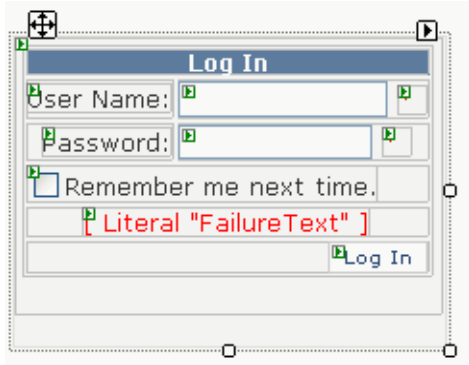 Log In
User Name:
Password:
Remember me next time.
[ Literal "FailureText" ]
Log In